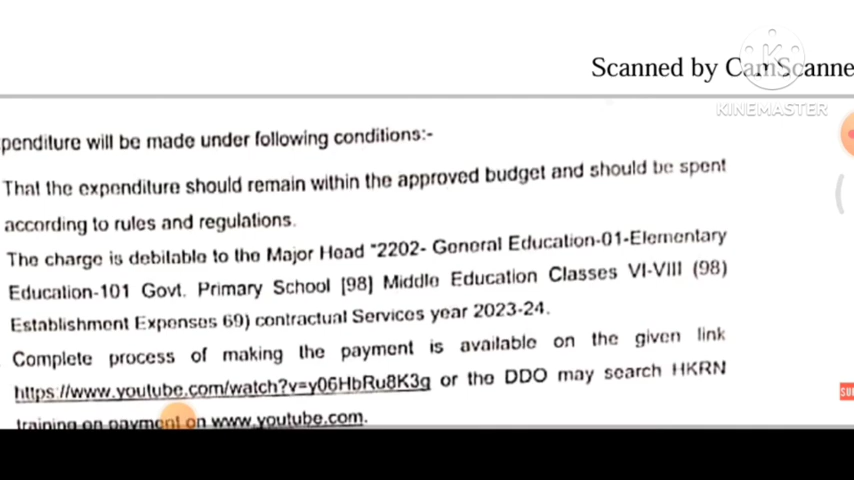 Scanned by CamScanne
K
KINEMASTER
penditure will be made under following conditions:-
That the expenditure should remain within the approved budget and should be spent
according to rules and regulations.
The charge is debilable to the Major Head "2202- General Education-01-Elementary
Education-101 Govt. Primary School [98] Middle Education Classes VI-VIII (98)
Establishment Expenses 69) contractual Services year 2023-24.
Complete process of making the payment is available on the given link
https://www.youtube.com/watch?v=y06HbRu8K3g or the DDO may search HKRN
training on payment on www.youtube.com.
SUB